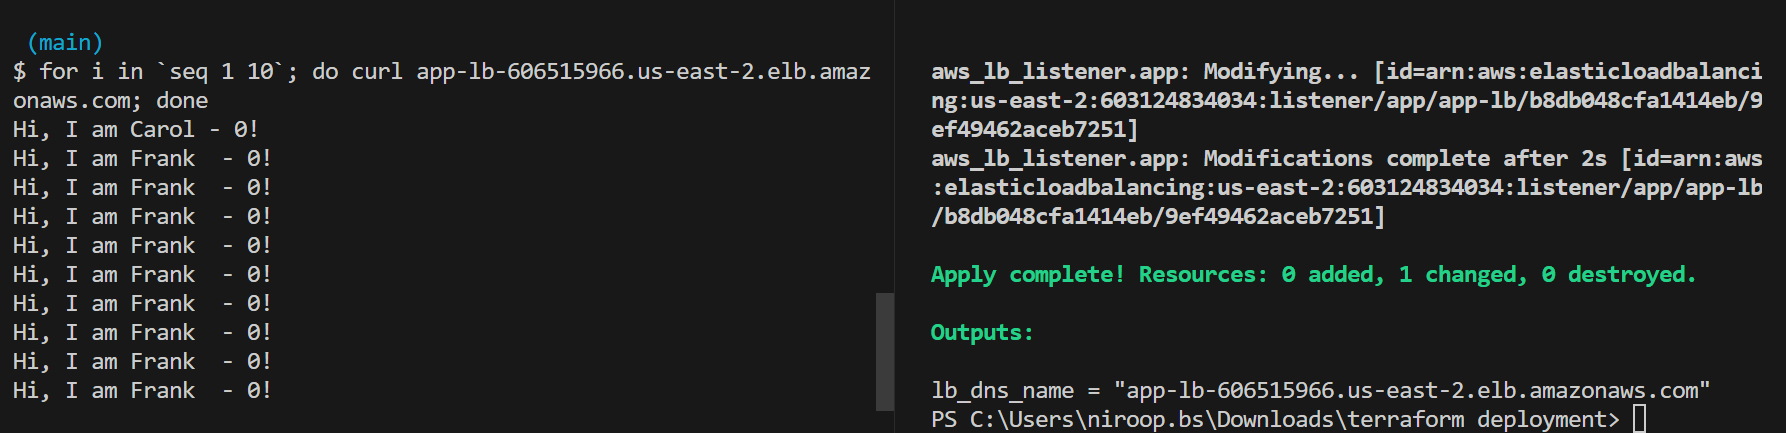 (main)
$ for i in `seq 1 10`; do curl app-lb-606515966.us-east-2.elb.amaz
onaws.com; done
Hi, I am Carol - 0!
Hi, I am Frank  - 0!
Hi, I am Frank  - 0!
Hi, I am Frank  - 0!
Hi, I am Frank  - 0!
Hi, I am Frank  - 0!
Hi, I am Frank  - 0!
Hi, I am Frank  - 0!
Hi, I am Frank  - 0!
Hi, I am Frank  - 0!
aws_lb_listener.app: Modifying... [id=arn:aws:elasticloadbalanci
ng:us-east-2:603124834034:listener/app/app-lb/b8db048cfa1414eb/9
ef49462aceb7251]
aws_lb_listener.app: Modifications complete after 2s [id=arn:aws
:elasticloadbalancing:us-east-2:603124834034:listener/app/app-lb
/b8db048cfa1414eb/9ef49462aceb7251]
Apply complete! Resources: 0 added, 1 changed, 0 destroyed.
Outputs:
lb_dns_name = "app-lb-606515966.us-east-2.elb.amazonaws.com"
PS C:\Users\niroop.bs\Downloads\terraform deployment>